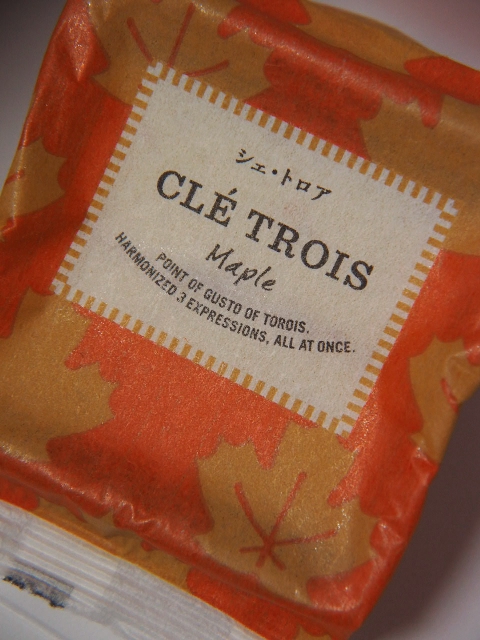 シェ・トロア
CLÉ TROIS
Maple
POINT OF GUSTO OF TOROIS.
HARMONIZED 3 EXPRESSIONS, ALL AT ONCE.